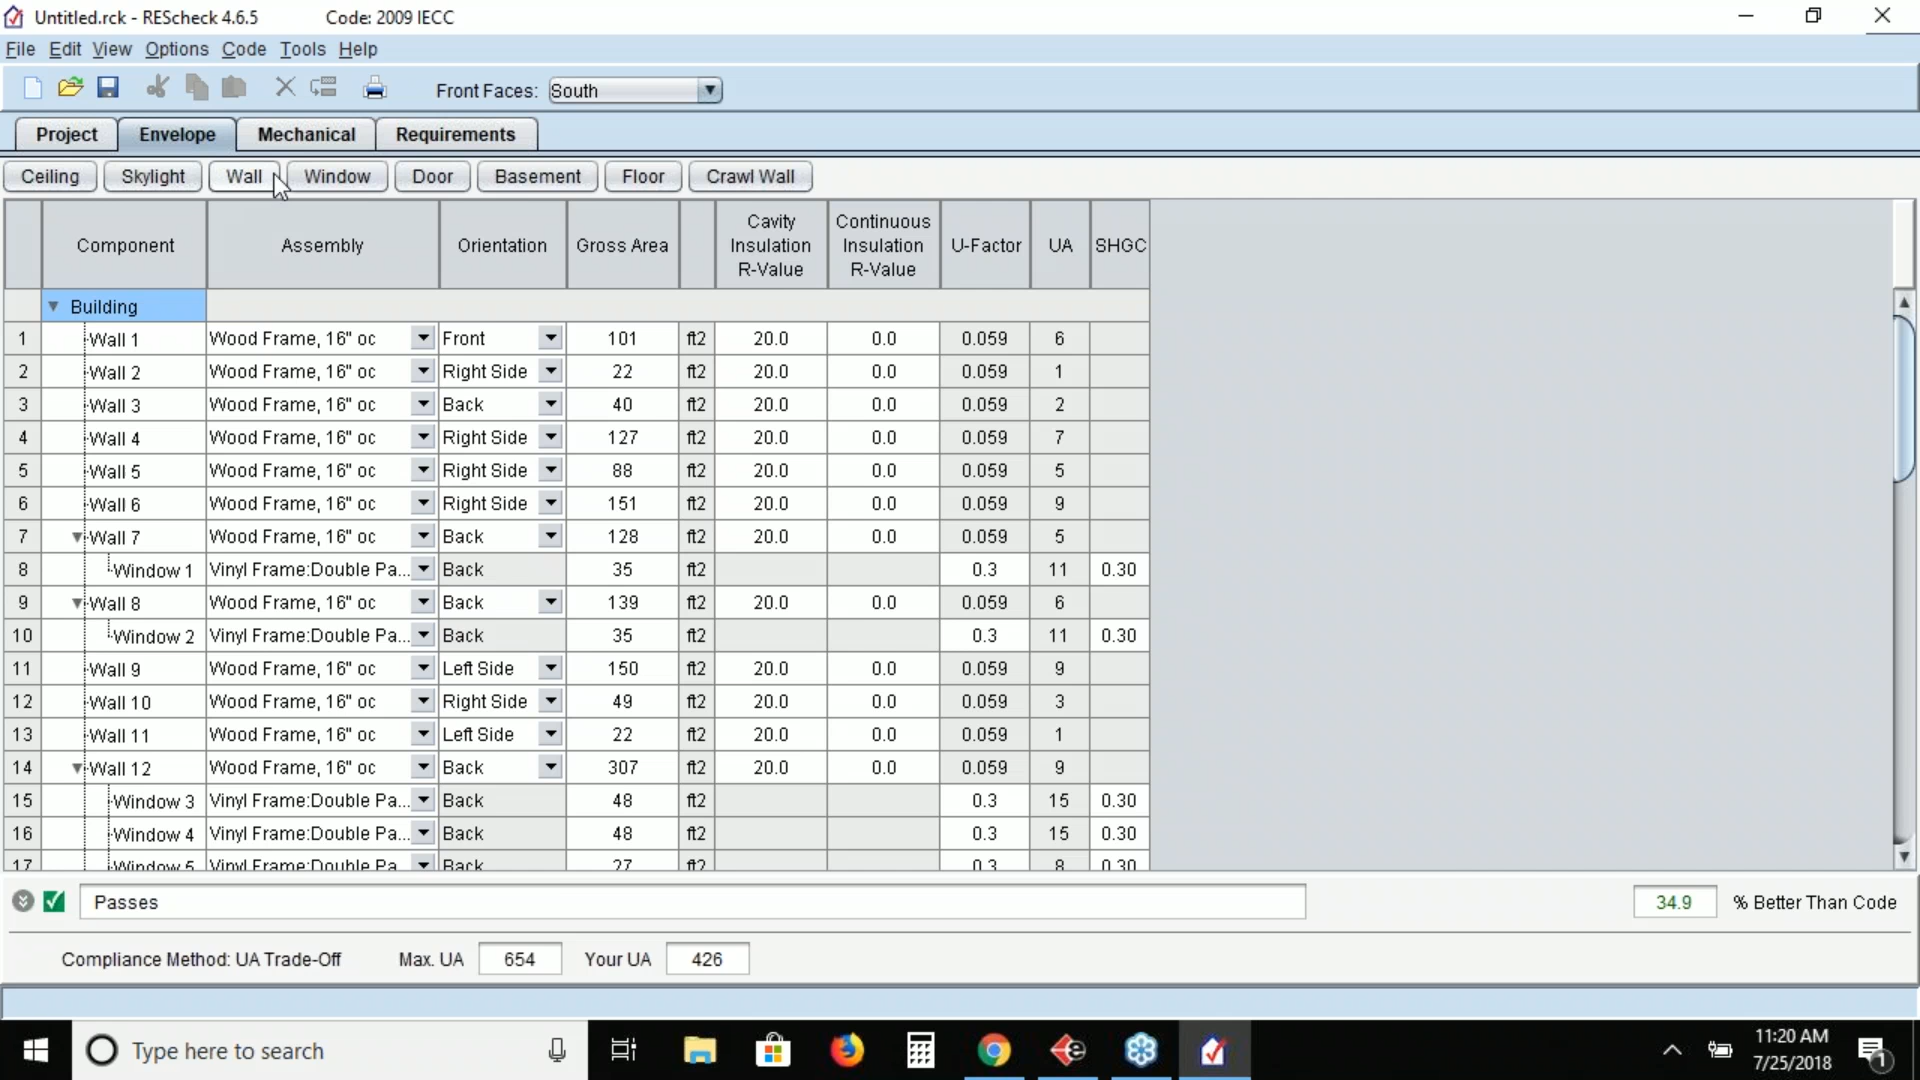 Untitled.rck - REScheck 4.6.5 Code: 2009 IECC
File Edit View Options Code Tools Help
Front Faces: South
Project Envelope Mechanical Requirements
Ceiling Skylight Wall Window Door Basement Floor Crawl Wall
Component Assembly Orientation Gross Area Cavity Insulation R-Value Continuous Insulation R-Value U-Factor UA SHGC
Building
1 Wall 1 Wood Frame, 16" oc Front 101 ft2 20.0 0.0 0.059 6
2 Wall 2 Wood Frame, 16" oc Right Side 22 ft2 20.0 0.0 0.059 1
3 Wall 3 Wood Frame, 16" oc Back 40 ft2 20.0 0.0 0.059 2
4 Wall 4 Wood Frame, 16" oc Right Side 127 ft2 20.0 0.0 0.059 7
5 Wall 5 Wood Frame, 16" oc Right Side 88 ft2 20.0 0.0 0.059 5
6 Wall 6 Wood Frame, 16" oc Right Side 151 ft2 20.0 0.0 0.059 9
7 Wall 7 Wood Frame, 16" oc Back 128 ft2 20.0 0.0 0.059 5
8 Window 1 Vinyl Frame:Double Pa... Back 35 ft2 0.3 11 0.30
9 Wall 8 Wood Frame, 16" oc Back 139 ft2 20.0 0.0 0.059 6
10 Window 2 Vinyl Frame:Double Pa... Back 35 ft2 0.3 11 0.30
11 Wall 9 Wood Frame, 16" oc Left Side 150 ft2 20.0 0.0 0.059 9
12 Wall 10 Wood Frame, 16" oc Right Side 49 ft2 20.0 0.0 0.059 3
13 Wall 11 Wood Frame, 16" oc Left Side 22 ft2 20.0 0.0 0.059 1
14 Wall 12 Wood Frame, 16" oc Back 307 ft2 20.0 0.0 0.059 9
15 Window 3 Vinyl Frame:Double Pa... Back 48 ft2 0.3 15 0.30
16 Window 4 Vinyl Frame:Double Pa... Back 48 ft2 0.3 15 0.30
17 Window 5 Vinyl Frame:Double Pa... Back 27 ft2 0.3 8 0.30
Passes 34.9 % Better Than Code
Compliance Method: UA Trade-Off Max. UA 654 Your UA 426
Type here to search
11:20 AM
7/25/2018
1